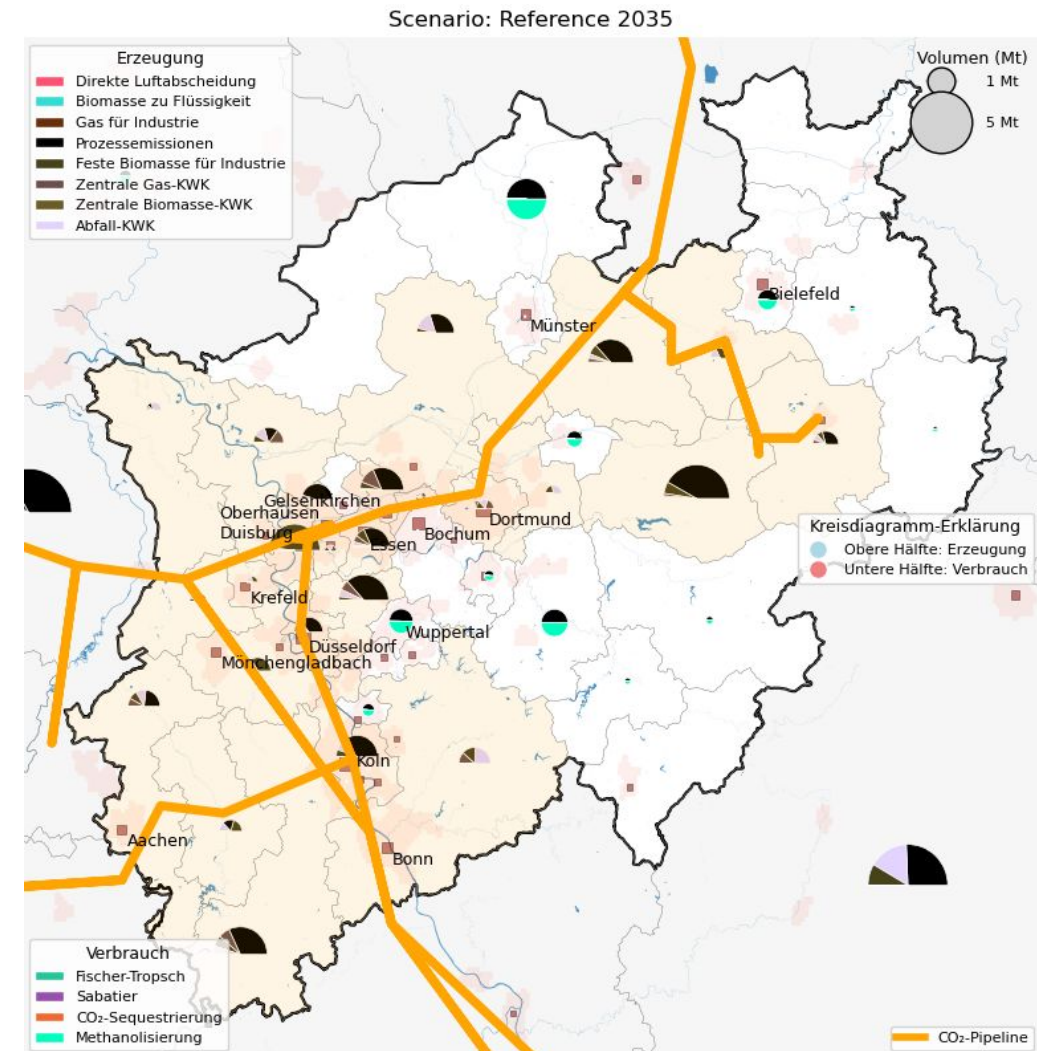 Scenario: Reference 2035
Erzeugung
Direkte Luftabscheidung
Biomasse zu Flüssigkeit
Gas für Industrie
Prozessemissionen
Feste Biomasse für Industrie
Zentrale Gas-KWK
Zentrale Biomasse-KWK
Abfall-KWK
Volumen (Mt)
1 Mt
5 Mt
Bielefeld
Münster
Gelsenkirchen
Oberhausen
Duisburg
Dortmund
Bochum
Essen
Kreisdiagramm-Erklärung
Obere Hälfte: Erzeugung
Untere Hälfte: Verbrauch
Krefeld
Wuppertal
Düsseldorf
Mönchengladbach
Köln
Aachen
Bonn
Verbrauch
Fischer-Tropsch
Sabatier
CO₂-Sequestrierung
Methanolisierung
CO₂-Pipeline